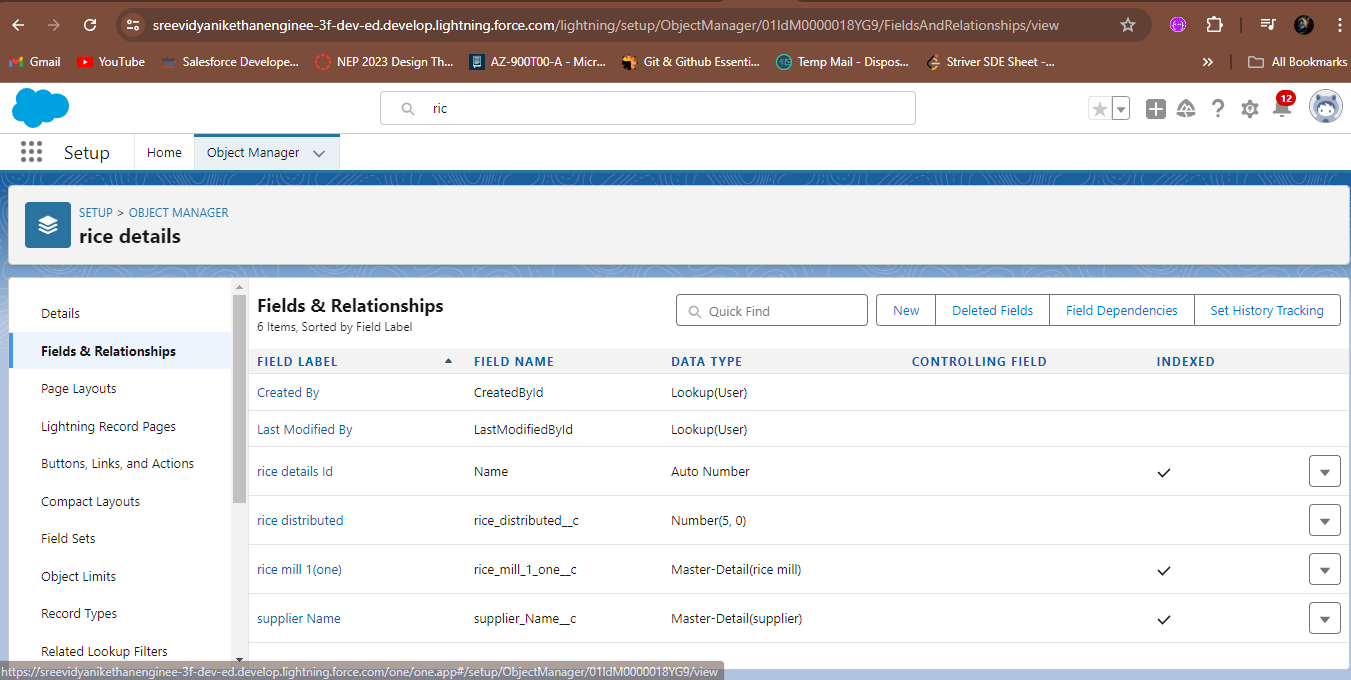 sreevidyanikethanenginee-3f-dev-ed.develop.lightning.force.com/lightning/setup/ObjectManager/01IdM0000018YG9/FieldsAndRelationships/view
Gmail YouTube Salesforce Develope... NEP 2023 Design Th... AZ-900T00-A - Micr... Git & Github Essenti... Temp Mail - Dispos... Striver SDE Sheet -... » All Bookmarks
ric
12
Setup Home Object Manager
SETUP > OBJECT MANAGER
rice details
Details
Fields & Relationships
Page Layouts
Lightning Record Pages
Buttons, Links, and Actions
Compact Layouts
Field Sets
Object Limits
Record Types
Related Lookup Filters
Fields & Relationships
6 Items, Sorted by Field Label
Quick Find New Deleted Fields Field Dependencies Set History Tracking
FIELD LABEL FIELD NAME DATA TYPE CONTROLLING FIELD INDEXED
Created By CreatedById Lookup(User)
Last Modified By LastModifiedById Lookup(User)
rice details Id Name Auto Number
rice distributed rice_distributed__c Number(5, 0)
rice mill 1(one) rice_mill_1_one__c Master-Detail(rice mill)
supplier Name supplier_Name__c Master-Detail(supplier)
https://sreevidyanikethanenginee-3f-dev-ed.develop.lightning.force.com/one/one.app#/setup/ObjectManager/01IdM0000018YG9/view